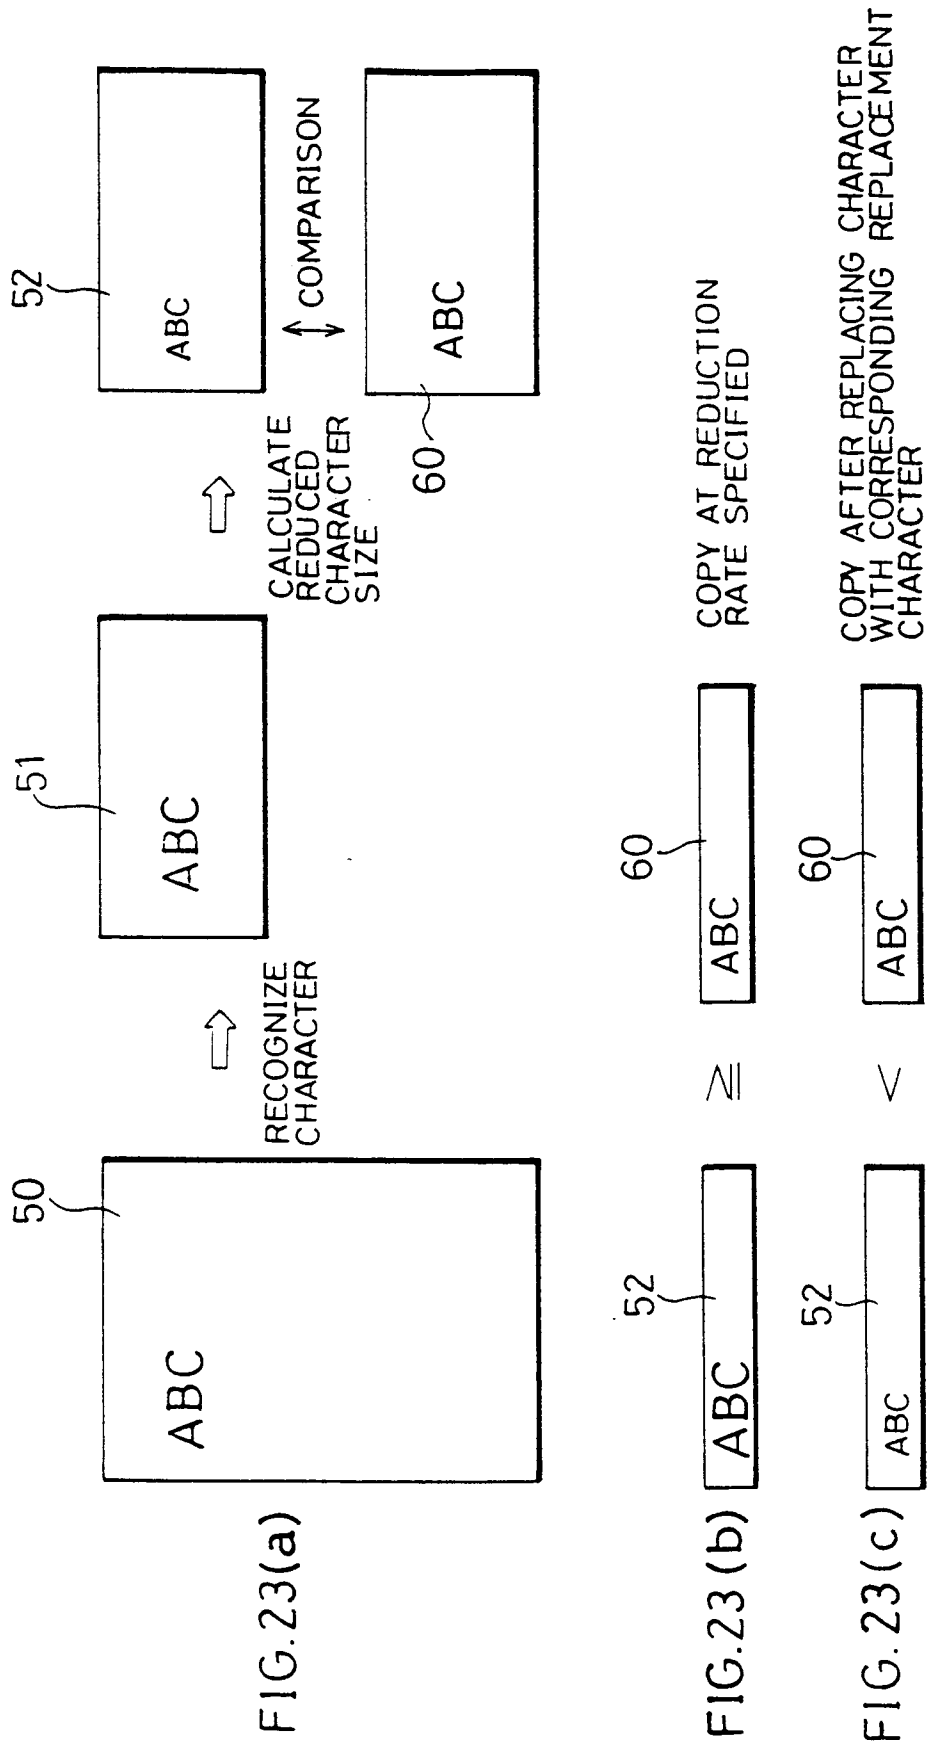 FIG.23(a)
50
ABC
RECOGNIZE
CHARACTER
51
ABC
CALCULATE
REDUCED
CHARACTER
SIZE
52
ABC
COMPARISON
60
ABC
FIG.23(b)
52
ABC
≧
60
ABC
COPY AT REDUCTION
RATE SPECIFIED
FIG.23(c)
52
ABC
<
60
ABC
COPY AFTER REPLACING CHARACTER
WITH CORRESPONDING REPLACEMENT
CHARACTER